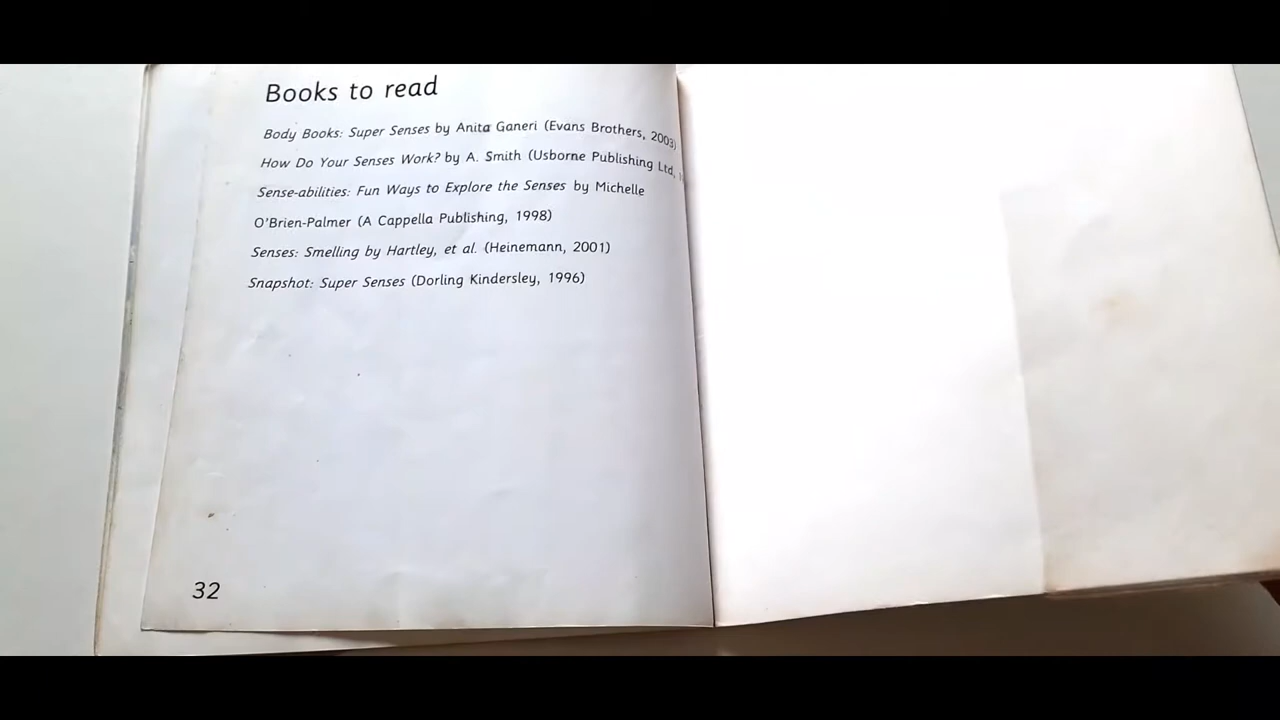 Books to read
Body Books: Super Senses by Anita Ganeri (Evans Brothers, 2003)
How Do Your Senses Work? by A. Smith (Usborne Publishing Ltd,
Sense-abilities: Fun Ways to Explore the Senses by Michelle
O'Brien-Palmer (A Cappella Publishing, 1998)
Senses: Smelling by Hartley, et al. (Heinemann, 2001)
Snapshot: Super Senses (Dorling Kindersley, 1996)
32